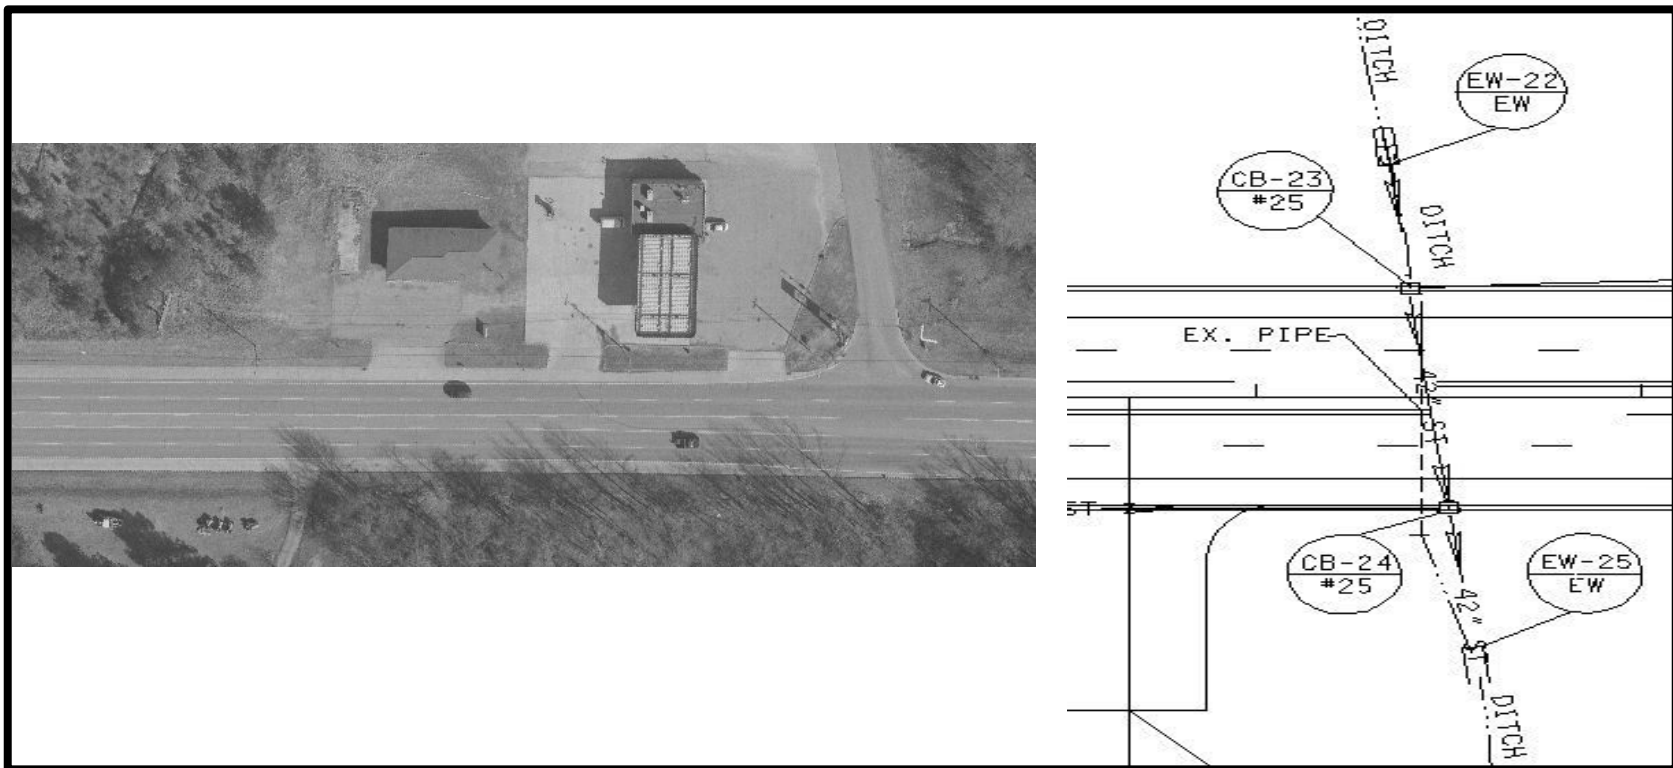 DITCH
EW-22
EW
CB-23
#25
DITCH
EX. PIPE
42" ST
ST
CB-24
#25
EW-25
EW
42" ST
DITCH